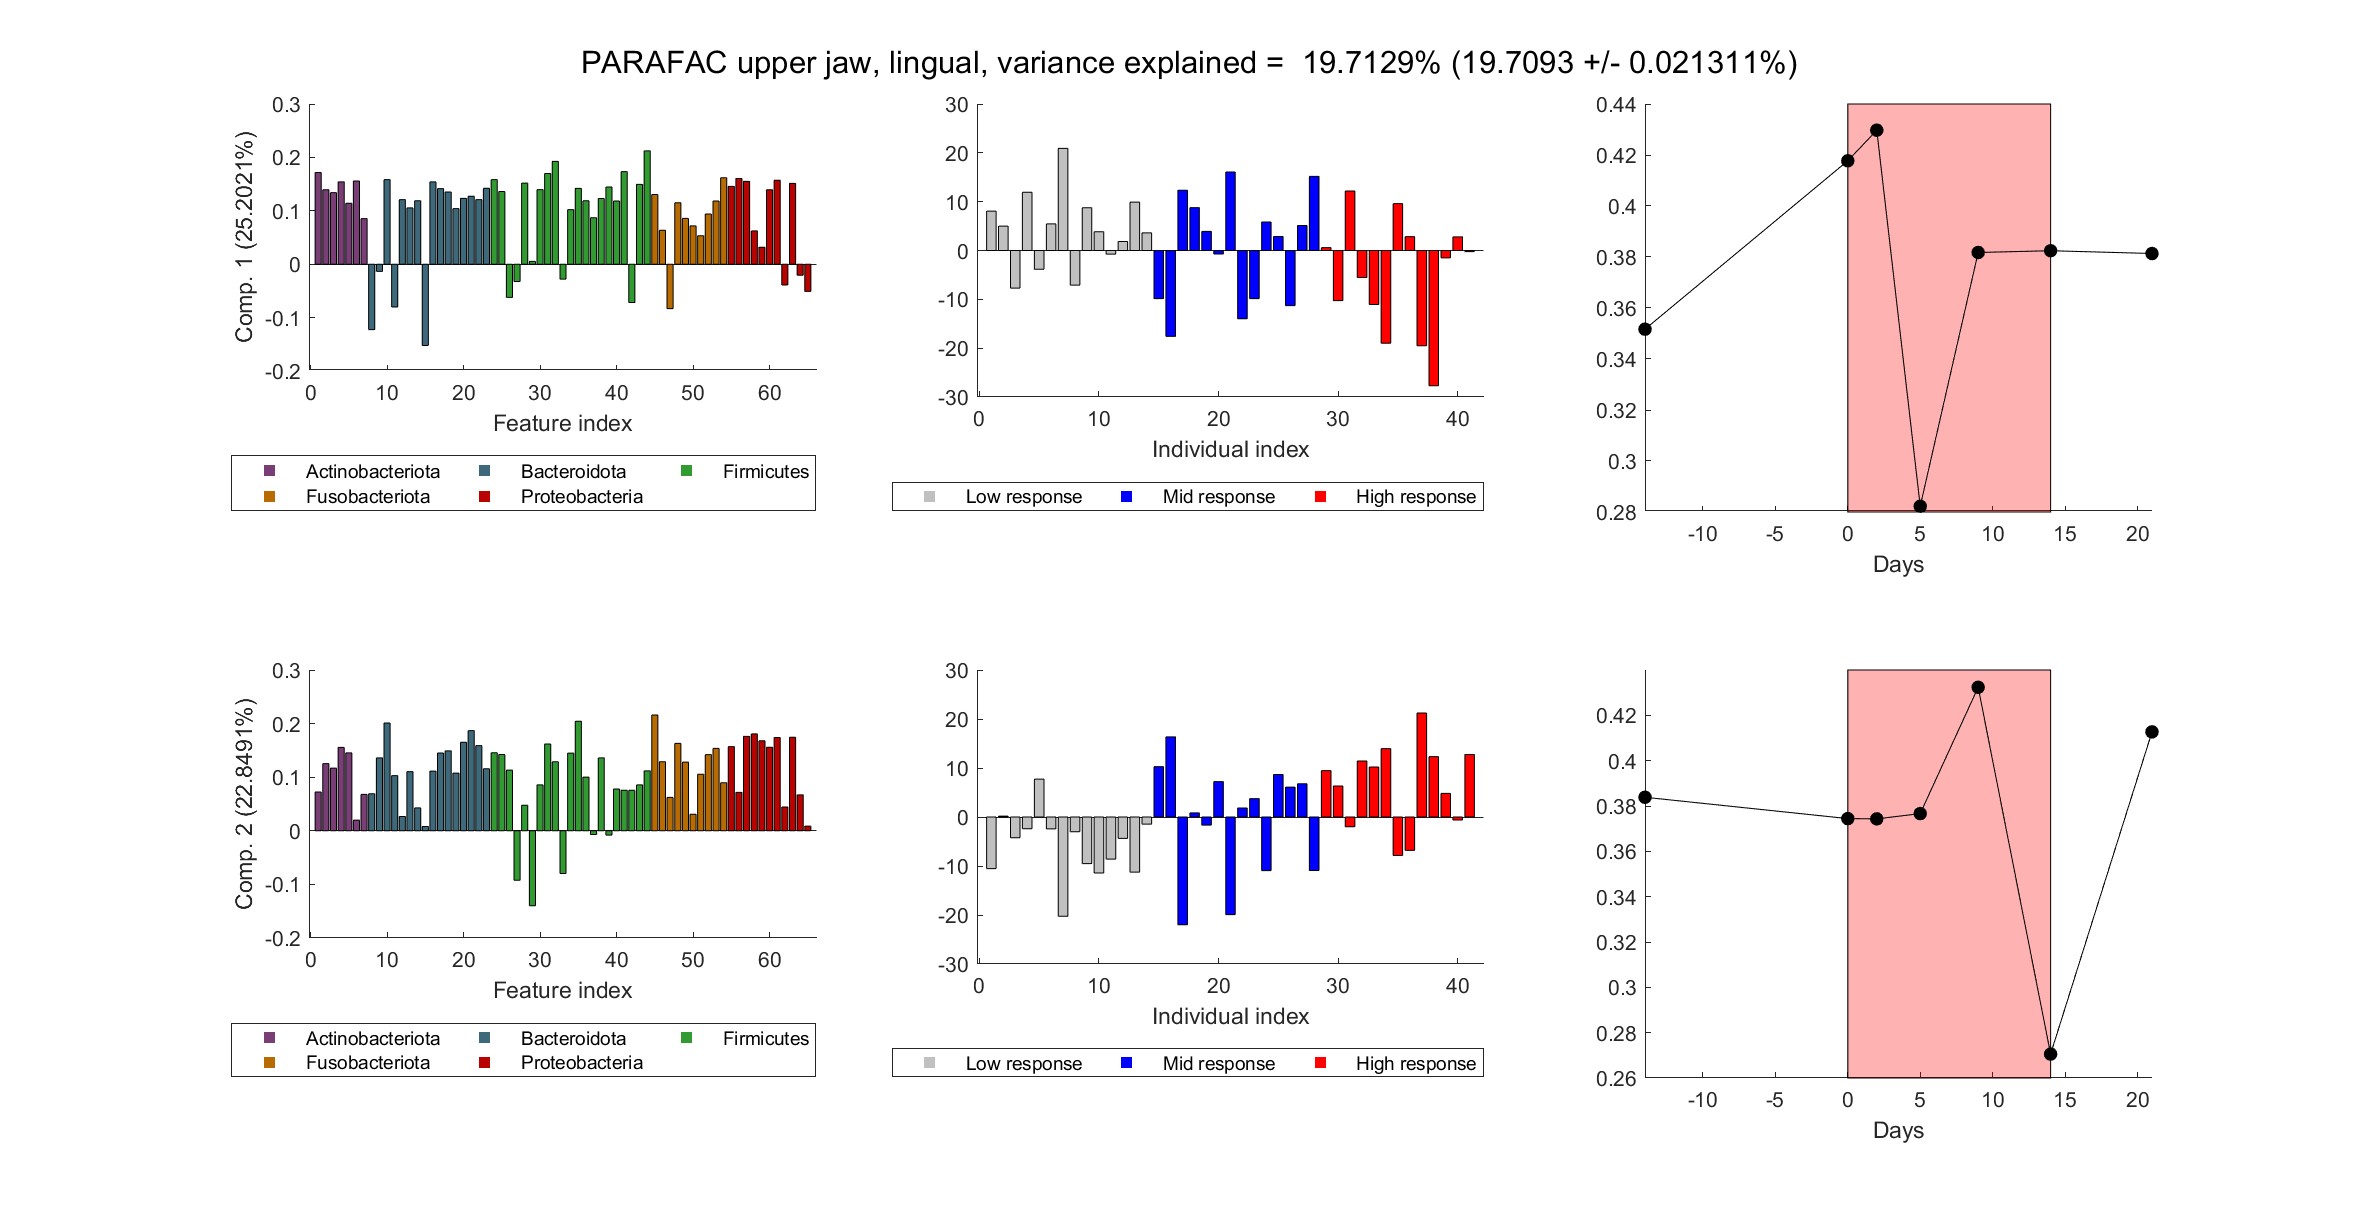 PARAFAC upper jaw, lingual, variance explained =  19.7129% (19.7093 +/- 0.021311%)
Comp. 1 (25.2021%)
0.3
0.2
0.1
0
-0.1
-0.2
0 10 20 30 40 50 60
Feature index
Actinobacteriota Bacteroidota Firmicutes
Fusobacteriota Proteobacteria
30
20
10
0
-10
-20
-30
0 10 20 30 40
Individual index
Low response Mid response High response
0.44
0.42
0.4
0.38
0.36
0.34
0.32
0.3
0.28
-10 -5 0 5 10 15 20
Days
Comp. 2 (22.8491%)
0.3
0.2
0.1
0
-0.1
-0.2
0 10 20 30 40 50 60
Feature index
Actinobacteriota Bacteroidota Firmicutes
Fusobacteriota Proteobacteria
30
20
10
0
-10
-20
-30
0 10 20 30 40
Individual index
Low response Mid response High response
0.42
0.4
0.38
0.36
0.34
0.32
0.3
0.28
0.26
-10 -5 0 5 10 15 20
Days